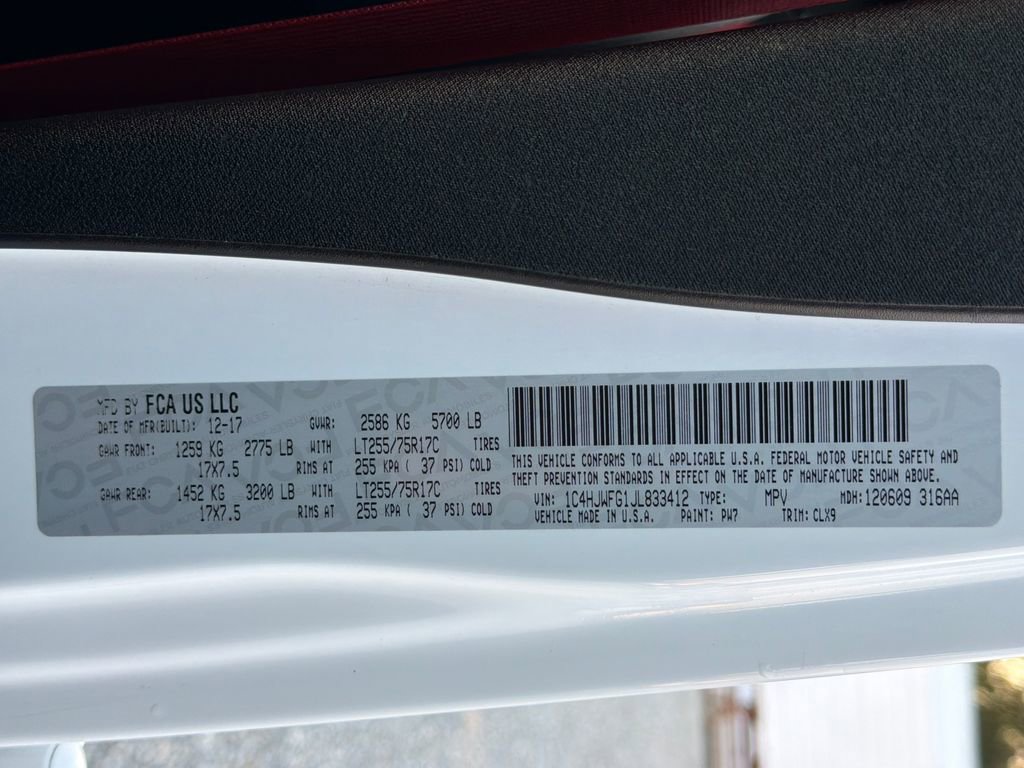 MFD BY FCA US LLC
DATE OF MFR(BUILT): 12-17 GVWR: 2586 KG 5700 LB
GAWR FRONT: 1259 KG 2775 LB WITH LT255/75R17C TIRES
17X7.5 RIMS AT 255 KPA ( 37 PSI) COLD
GAWR REAR: 1452 KG 3200 LB WITH LT255/75R17C TIRES
17X7.5 RIMS AT 255 KPA ( 37 PSI) COLD
THIS VEHICLE CONFORMS TO ALL APPLICABLE U.S.A. FEDERAL MOTOR VEHICLE SAFETY AND
THEFT PREVENTION STANDARDS IN EFFECT ON THE DATE OF MANUFACTURE SHOWN ABOVE.
VIN: 1C4HJWFG1JL833412 TYPE: MPV MDH: 120609 316AA
VEHICLE MADE IN U.S.A. PAINT: PW7 TRIM: CLX9